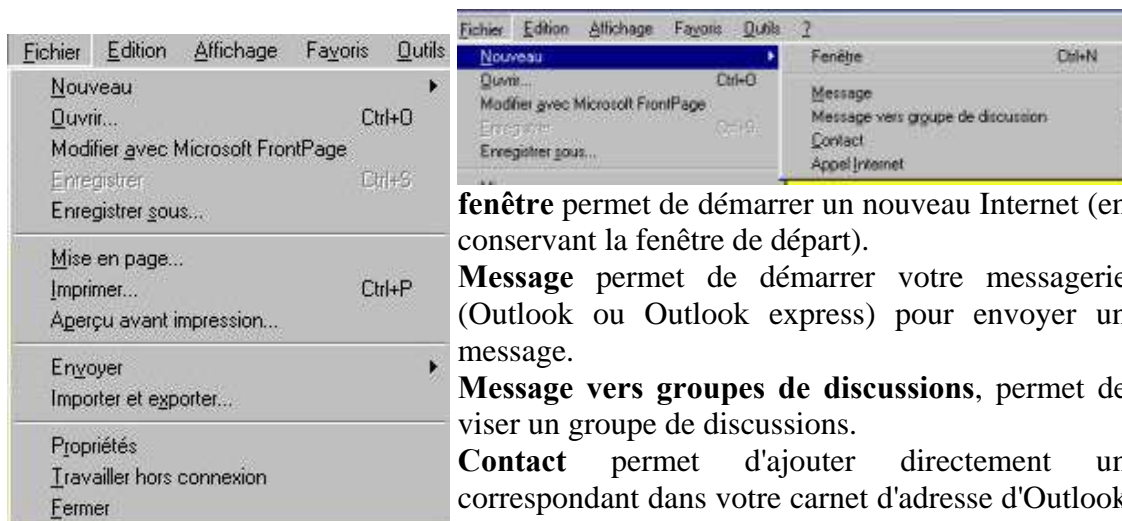 Fichier Edition Affichage Favoris Outils
Nouveau
Ouvrir... Ctrl+O
Modifier avec Microsoft FrontPage
Enregistrer Ctrl+S
Enregistrer sous...
Mise en page...
Imprimer... Ctrl+P
Aperçu avant impression...
Envoyer
Importer et exporter...
Propriétés
Travailler hors connexion
Fermer
Fichier Edition Affichage Favoris Outils ?
Nouveau
Ouvrir... Ctrl+O
Modifier avec Microsoft FrontPage
Enregistrer Ctrl+S
Enregistrer sous...
Fenêtre Ctrl+N
Message
Message vers groupe de discussion
Contact
Appel Internet
fenêtre permet de démarrer un nouveau Internet (en
conservant la fenêtre de départ).
Message permet de démarrer votre messagerie
(Outlook ou Outlook express) pour envoyer un
message.
Message vers groupes de discussions, permet de
viser un groupe de discussions.
Contact permet d'ajouter directement un
correspondant dans votre carnet d'adresse d'Outlook